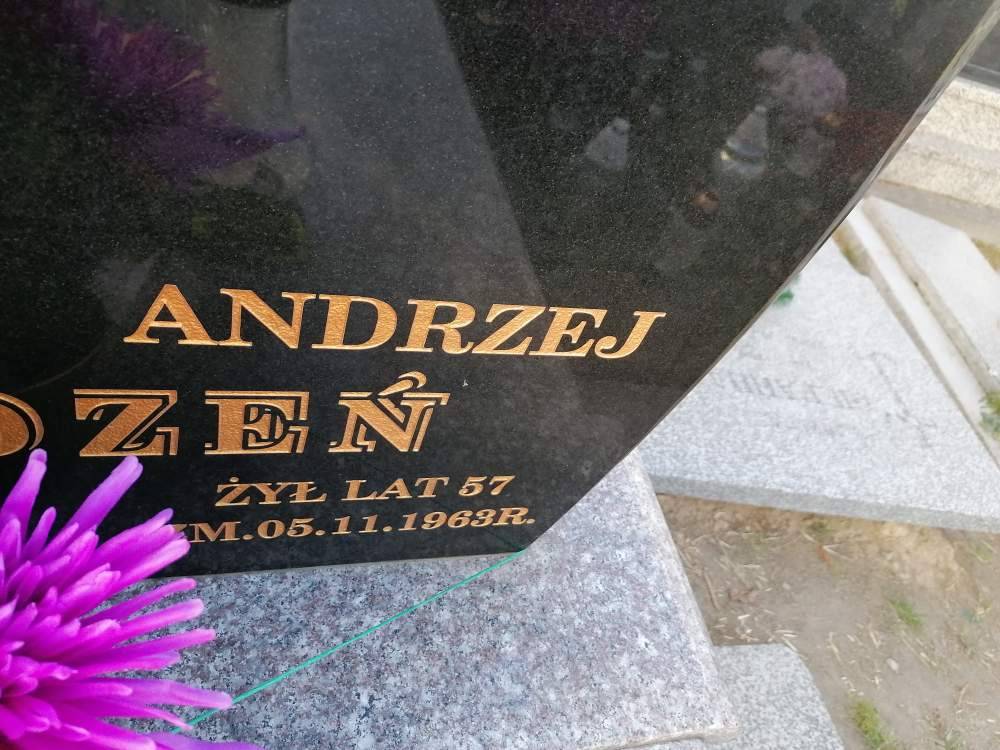 ANDRZEJ
DZEŃ
ŻYŁ LAT 57
ZM.05.11.1963R.